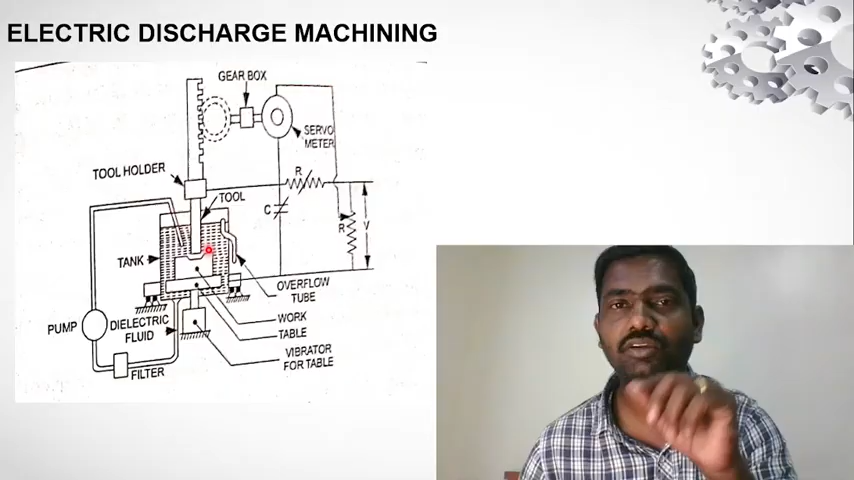 ELECTRIC DISCHARGE MACHINING
GEAR BOX
SERVO
METER
TOOL HOLDER
R
TOOL
C
R
V
TANK
OVERFLOW
TUBE
WORK
PUMP
DIELECTRIC
FLUID
TABLE
VIBRATOR
FOR TABLE
FILTER